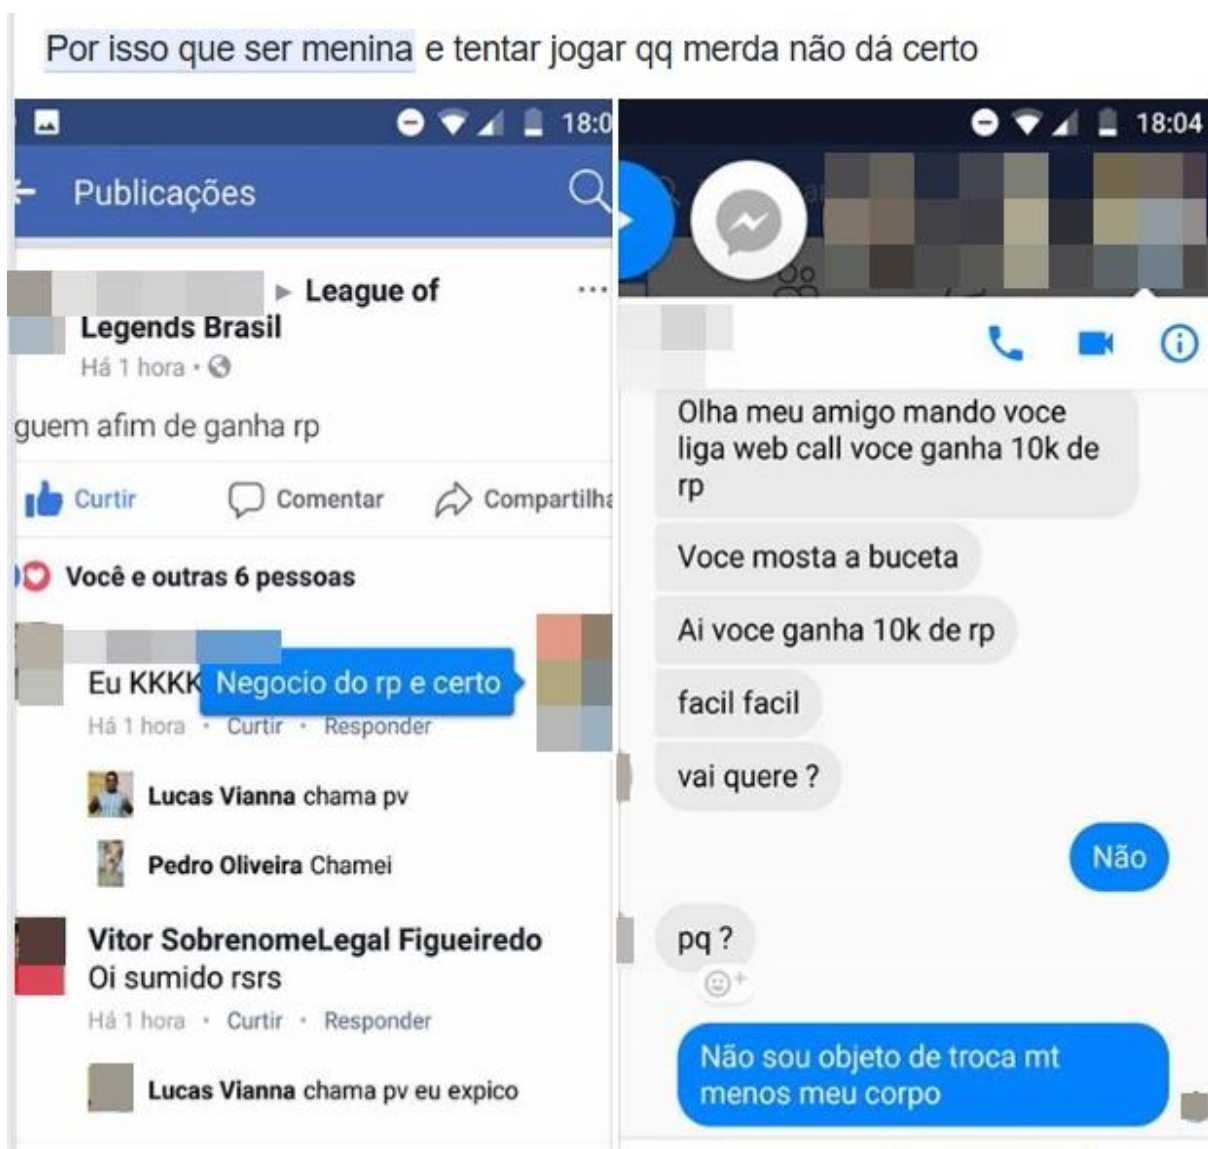 Por isso que ser menina e tentar jogar qq merda não dá certo
18:0
Publicações
League of
Legends Brasil
Há 1 hora
guem afim de ganha rp
Curtir Comentar Compartilha
Você e outras 6 pessoas
Eu KKKK
Negocio do rp e certo
Há 1 hora · Curtir · Responder
Lucas Vianna chama pv
Pedro Oliveira Chamei
Vitor SobrenomeLegal Figueiredo
Oi sumido rsrs
Há 1 hora · Curtir · Responder
Lucas Vianna chama pv eu expico
18:04
Olha meu amigo mando voce
liga web call voce ganha 10k de
rp
Voce mosta a buceta
Ai voce ganha 10k de rp
facil facil
vai quere ?
Não
pq ?
Não sou objeto de troca mt
menos meu corpo